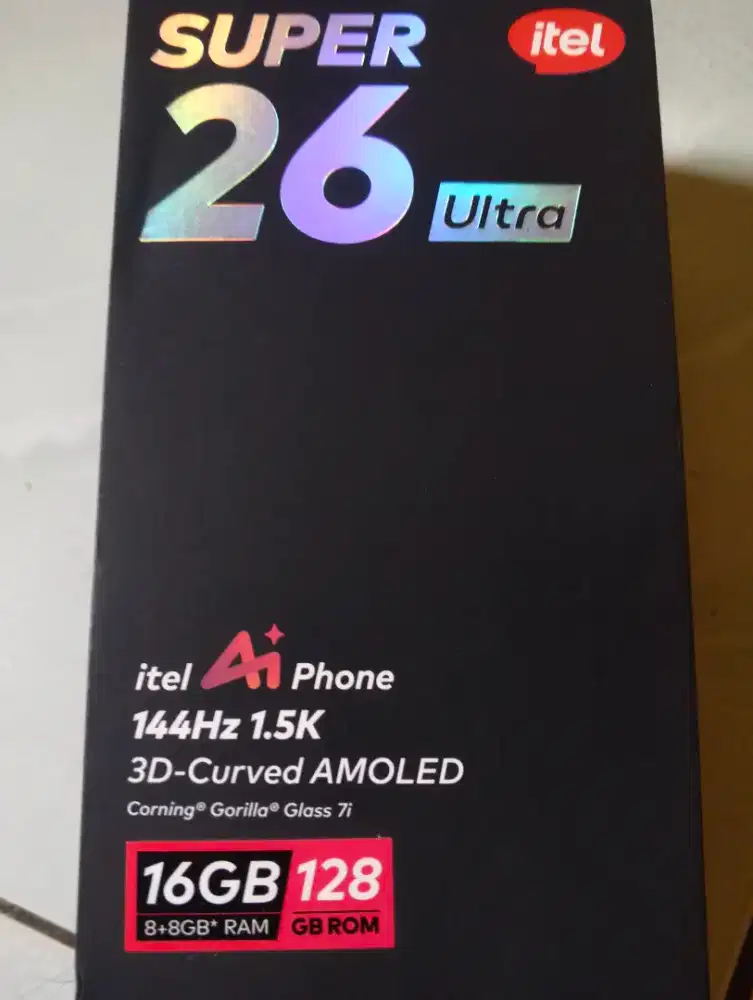 SUPER
itel
26
Ultra
itel Ai Phone
144Hz 1.5K
3D-Curved AMOLED
Corning® Gorilla® Glass 7i
16GB 128
8+8GB* RAM GB ROM